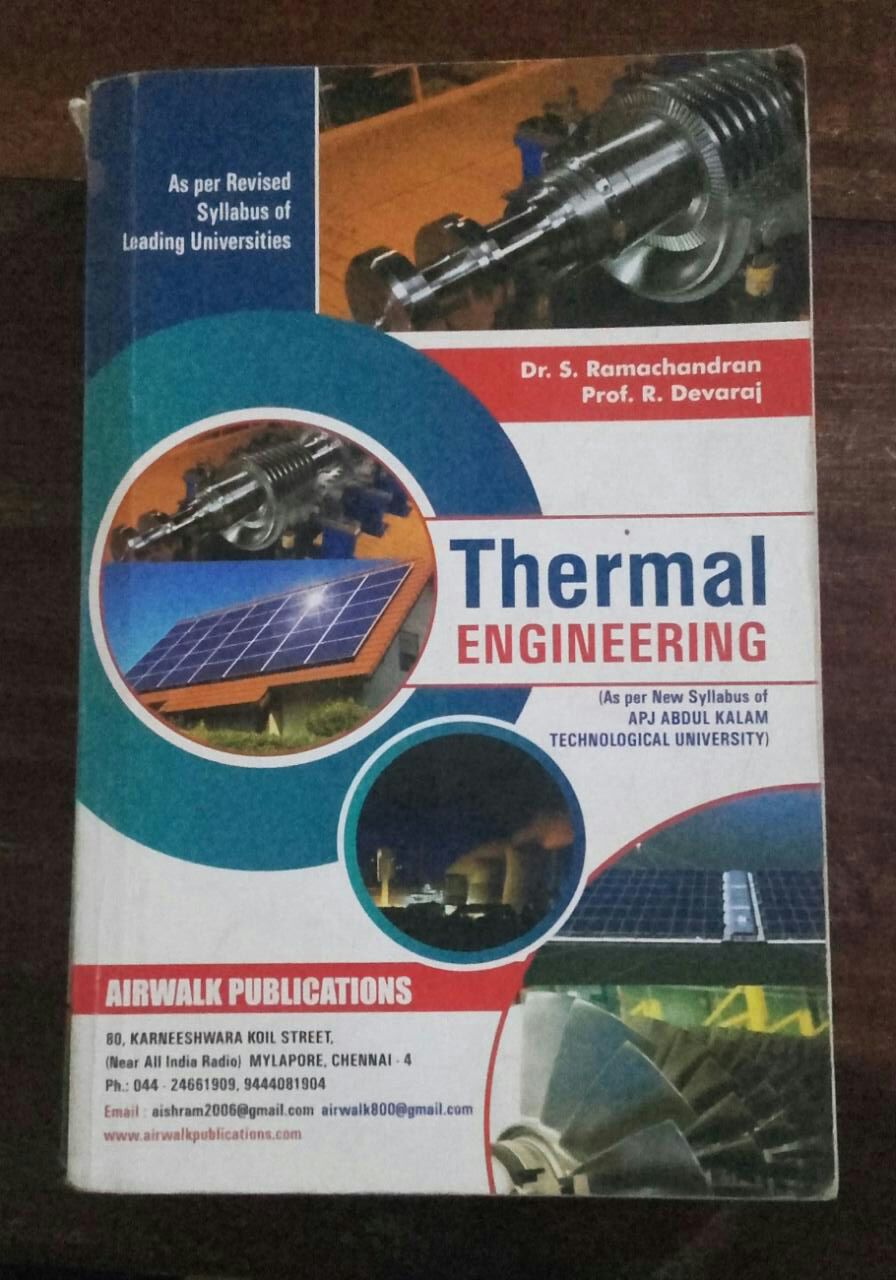 As per Revised
Syllabus of
Leading Universities
Dr. S. Ramachandran
Prof. R. Devaraj
Thermal
ENGINEERING
(As per New Syllabus of
APJ ABDUL KALAM
TECHNOLOGICAL UNIVERSITY)
AIRWALK PUBLICATIONS
80, KARNEESHWARA KOIL STREET,
(Near All India Radio) MYLAPORE, CHENNAI - 4
Ph.: 044 - 24661909, 9444081904
Email : aishram2006@gmail.com airwalk800@gmail.com
www.airwalkpublications.com